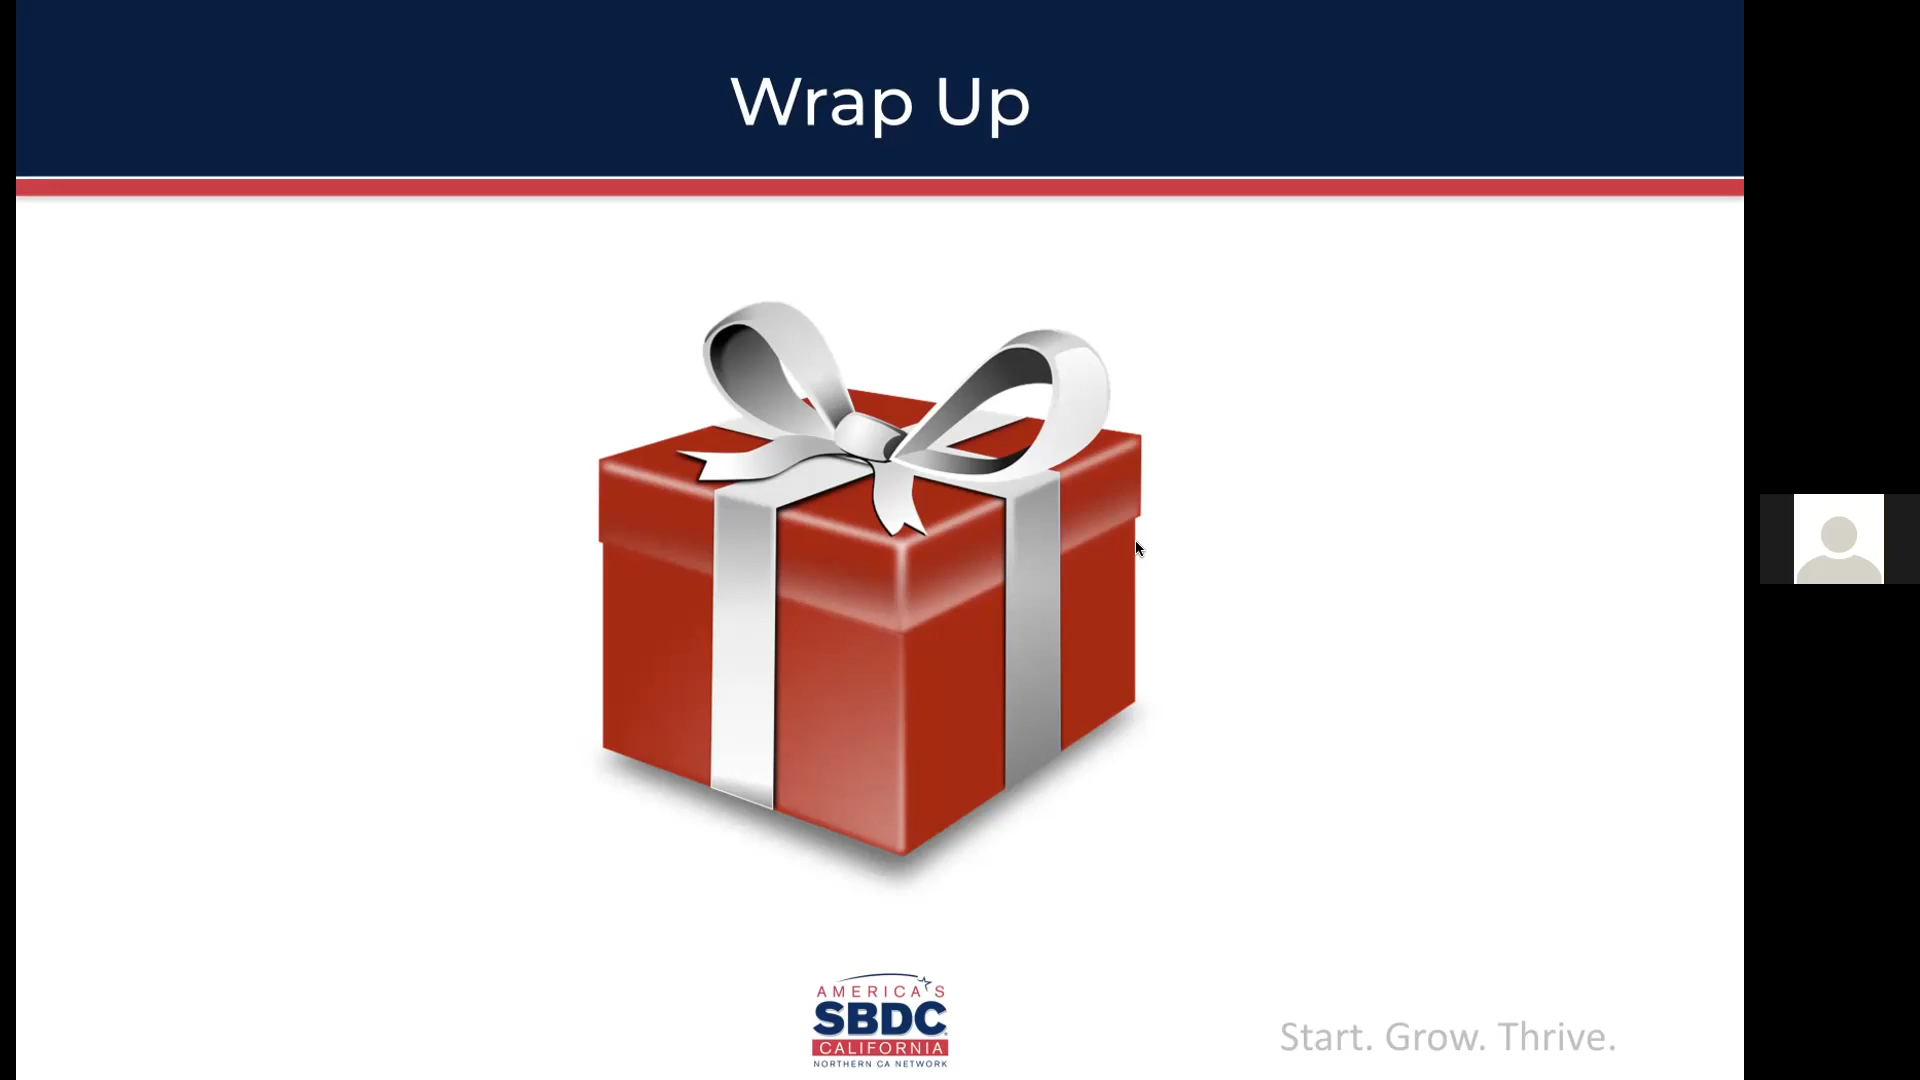 Wrap Up
AMERICA'S
SBDC
CALIFORNIA
NORTHERN CA NETWORK
Start. Grow. Thrive.